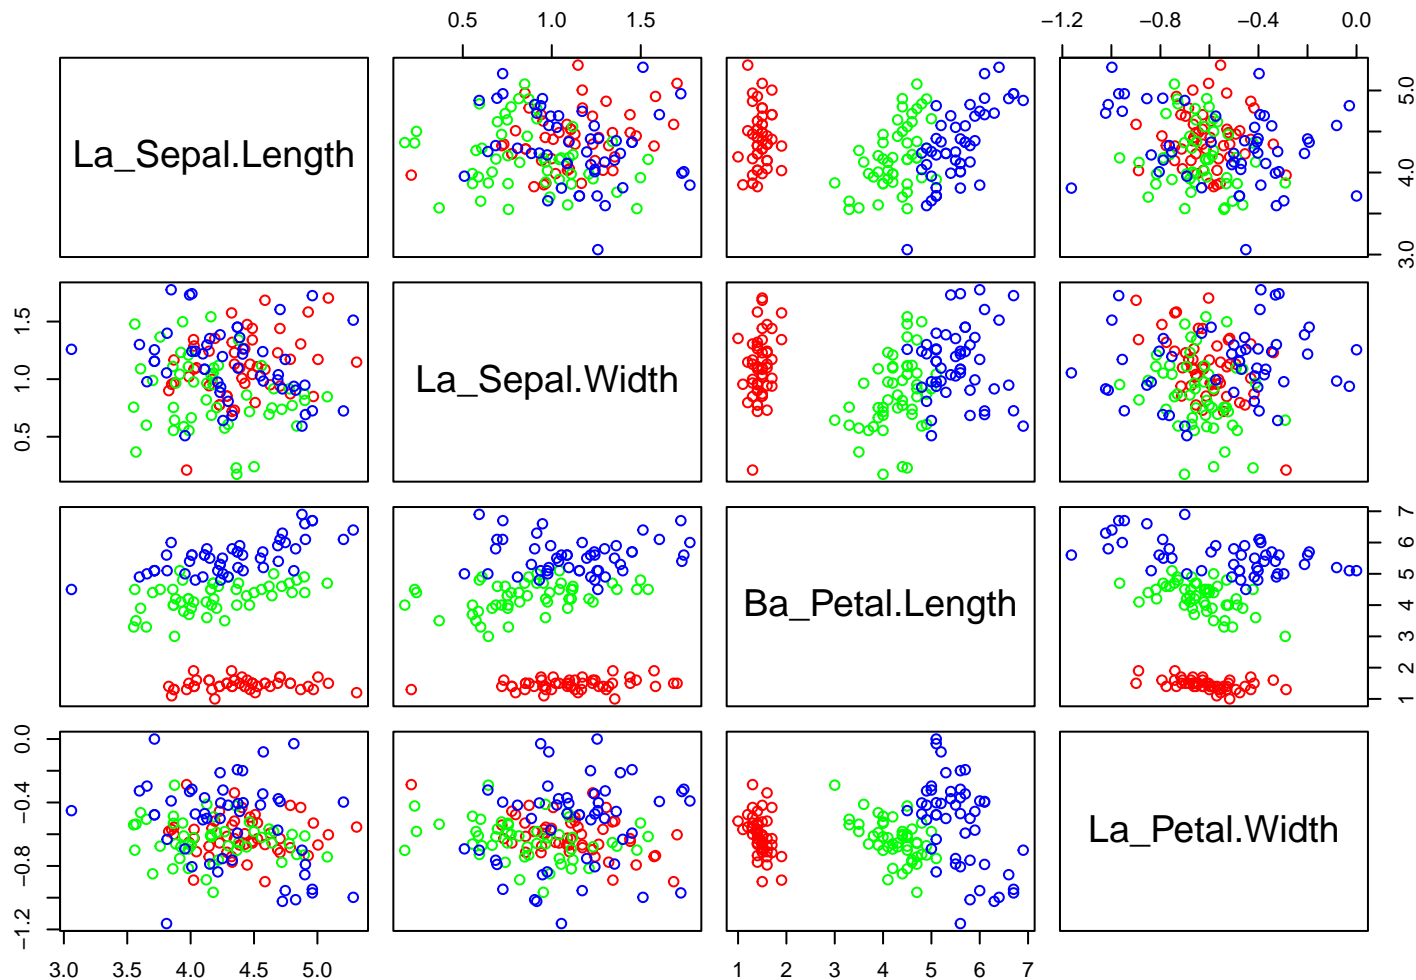 0.5 1.0 1.5 −1.2 −0.8 −0.4 0.0
La_Sepal.Length
3.0 4.0 5.0
0.5 1.0 1.5
La_Sepal.Width
Ba_Petal.Length
1 2 3 4 5 6 7
−1.2 −0.8 −0.4 0.0
La_Petal.Width
3.0 3.5 4.0 4.5 5.0 1 2 3 4 5 6 7